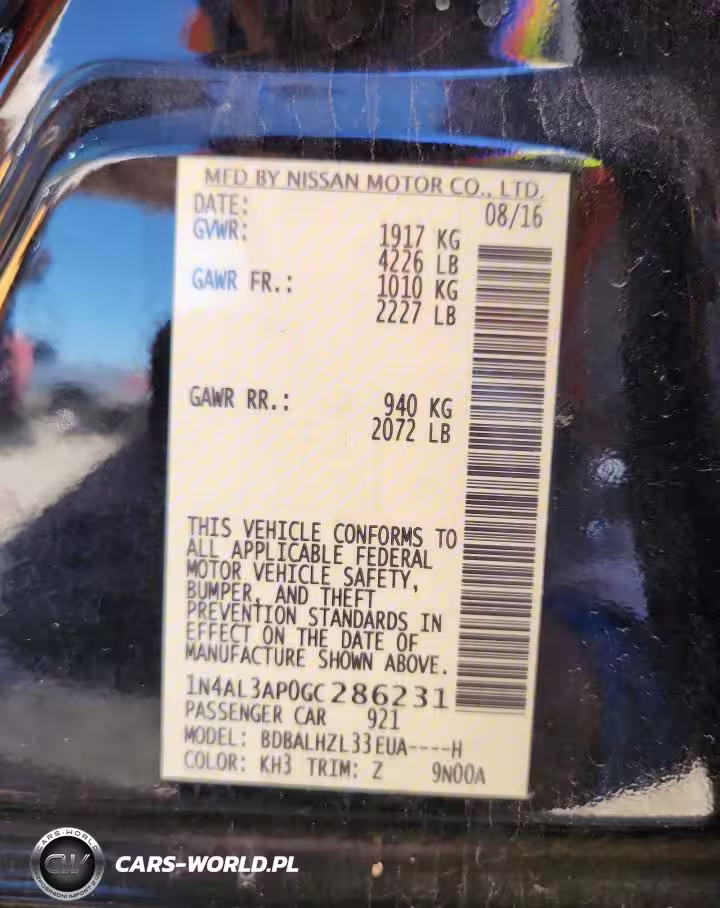 MFD BY NISSAN MOTOR CO., LTD.
DATE: 08/16
GVWR: 1917 KG
4226 LB
GAWR FR.: 1010 KG
2227 LB
GAWR RR.: 940 KG
2072 LB
THIS VEHICLE CONFORMS TO
ALL APPLICABLE FEDERAL
MOTOR VEHICLE SAFETY,
BUMPER, AND THEFT
PREVENTION STANDARDS IN
EFFECT ON THE DATE OF
MANUFACTURE SHOWN ABOVE.
1N4AL3AP0GC286231
PASSENGER CAR 921
MODEL: BDBALHZL33EUA----H
COLOR: KH3 TRIM: Z 9N00A
CARS-WORLD
CW
CARS-WORLD.PL